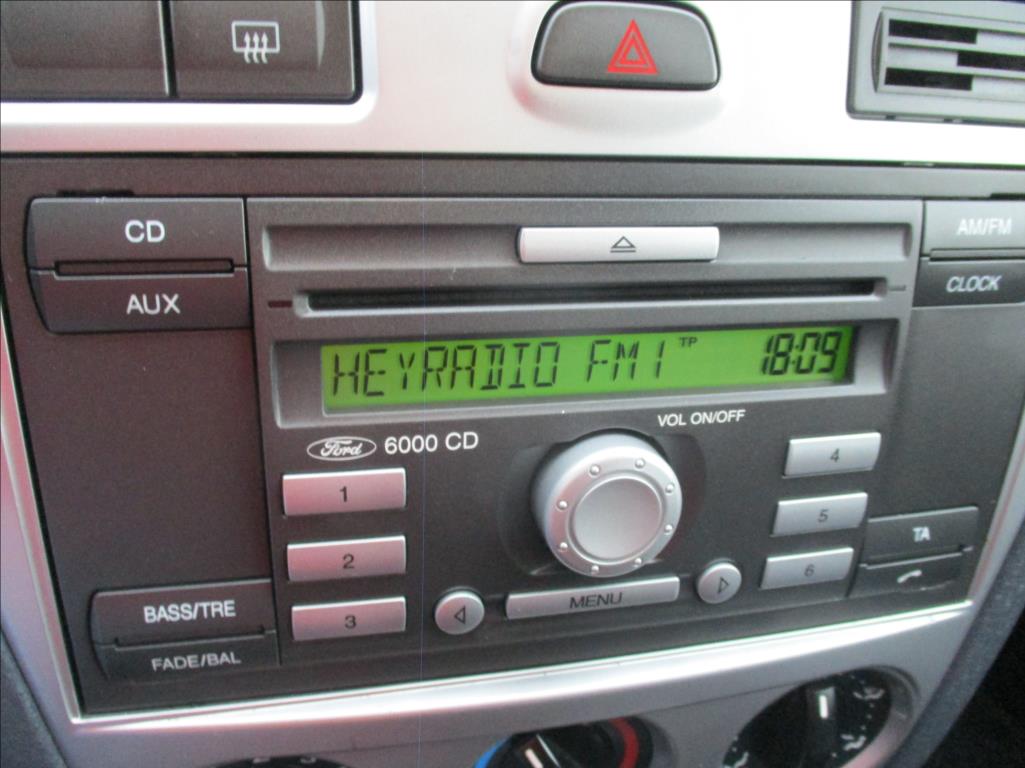 CD
AUX
AM/FM
CLOCK
HEYRADIO FM1 TP 18:09
VOL ON/OFF
Ford 6000 CD
1
2
3
4
5
6
TA
MENU
BASS/TRE
FADE/BAL